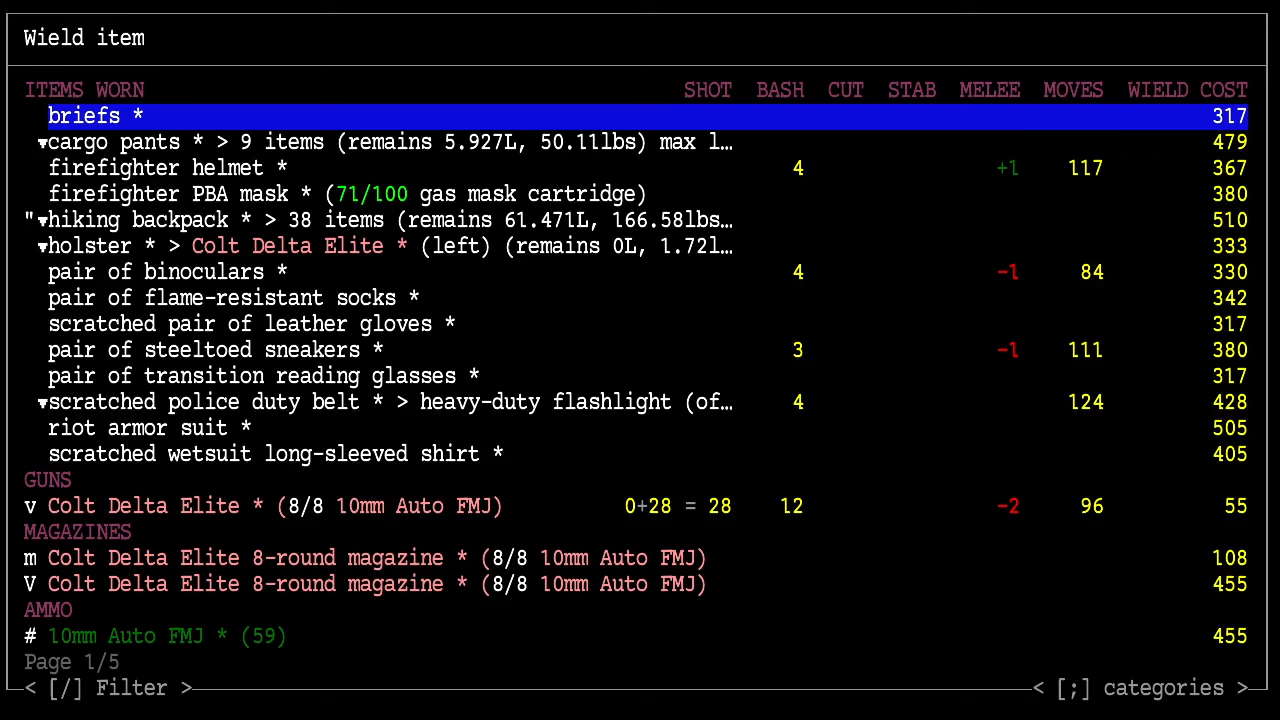 Wield item
ITEMS WORN SHOT BASH CUT STAB MELEE MOVES WIELD COST
briefs * 317
▼cargo pants * > 9 items (remains 5.927L, 50.11lbs) max l… 479
firefighter helmet * 4 +1 117 367
firefighter PBA mask * (71/100 gas mask cartridge) 380
"▼hiking backpack * > 38 items (remains 61.471L, 166.58lbs… 510
▼holster * > Colt Delta Elite * (left) (remains 0L, 1.72l… 333
pair of binoculars * 4 -1 84 330
pair of flame-resistant socks * 342
scratched pair of leather gloves * 317
pair of steeltoed sneakers * 3 -1 111 380
pair of transition reading glasses * 317
▼scratched police duty belt * > heavy-duty flashlight (of… 4 124 428
riot armor suit * 505
scratched wetsuit long-sleeved shirt * 405
GUNS
v Colt Delta Elite * (8/8 10mm Auto FMJ) 0+28 = 28 12 -2 96 55
MAGAZINES
m Colt Delta Elite 8-round magazine * (8/8 10mm Auto FMJ) 108
V Colt Delta Elite 8-round magazine * (8/8 10mm Auto FMJ) 455
AMMO
# 10mm Auto FMJ * (59) 455
Page 1/5
< [/] Filter > < [;] categories >